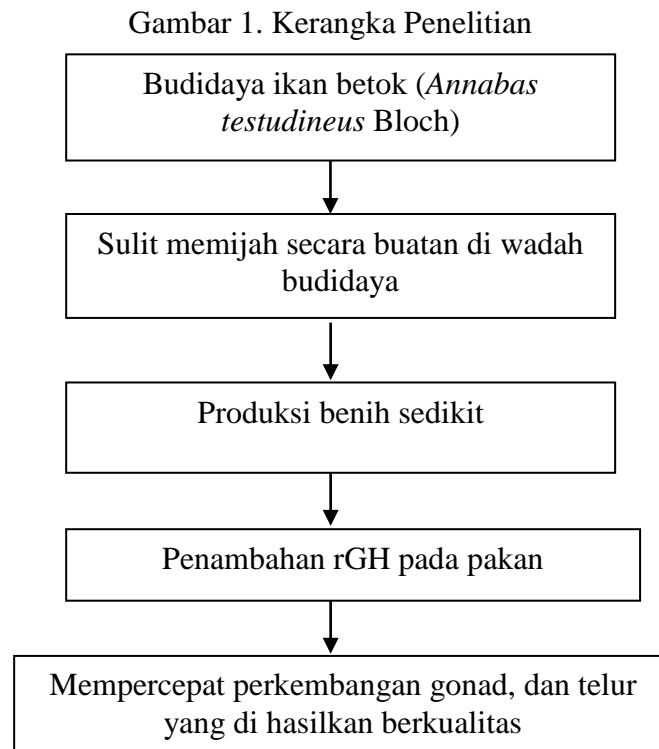 Gambar 1. Kerangka Penelitian
Budidaya ikan betok (Annabas
testudineus Bloch)
Sulit memijah secara buatan di wadah
budidaya
Produksi benih sedikit
Penambahan rGH pada pakan
Mempercepat perkembangan gonad, dan telur
yang di hasilkan berkualitas